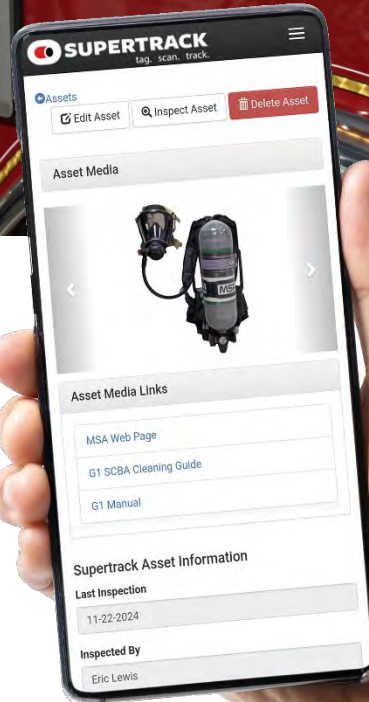 SUPERTRACK
tag. scan. track.
Assets
Edit Asset
Inspect Asset
Delete Asset
Asset Media
MSA
Asset Media Links
MSA Web Page
G1 SCBA Cleaning Guide
G1 Manual
Supertrack Asset Information
Last Inspection
11-22-2024
Inspected By
Eric Lewis